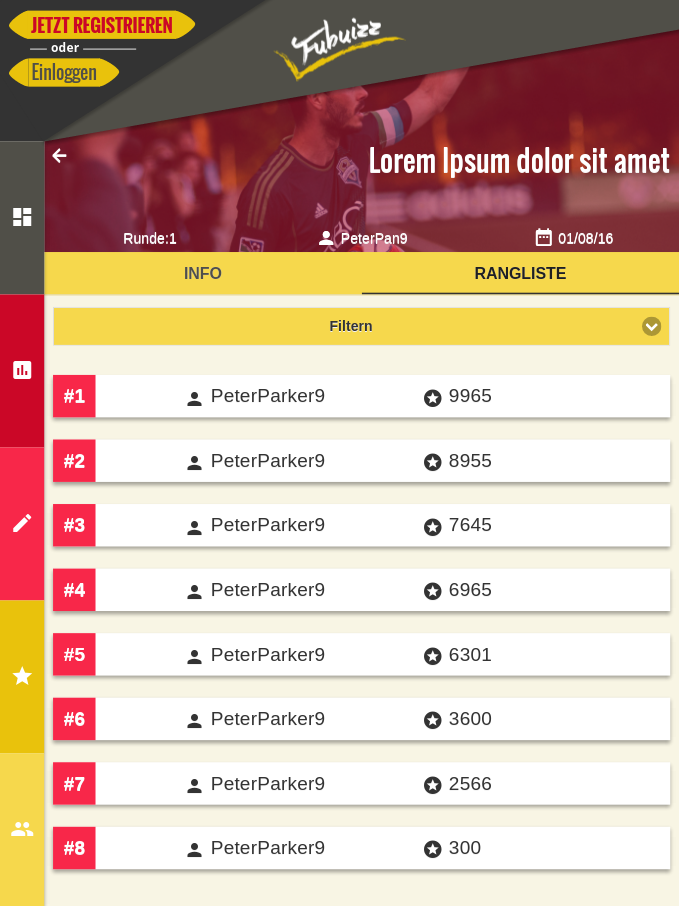 JETZT REGISTRIEREN
oder
Einloggen
Fubuizz
Lorem Ipsum dolor sit amet
Runde:1 PeterPan9 01/08/16
INFO RANGLISTE
Filtern
#1 PeterParker9 9965
#2 PeterParker9 8955
#3 PeterParker9 7645
#4 PeterParker9 6965
#5 PeterParker9 6301
#6 PeterParker9 3600
#7 PeterParker9 2566
#8 PeterParker9 300